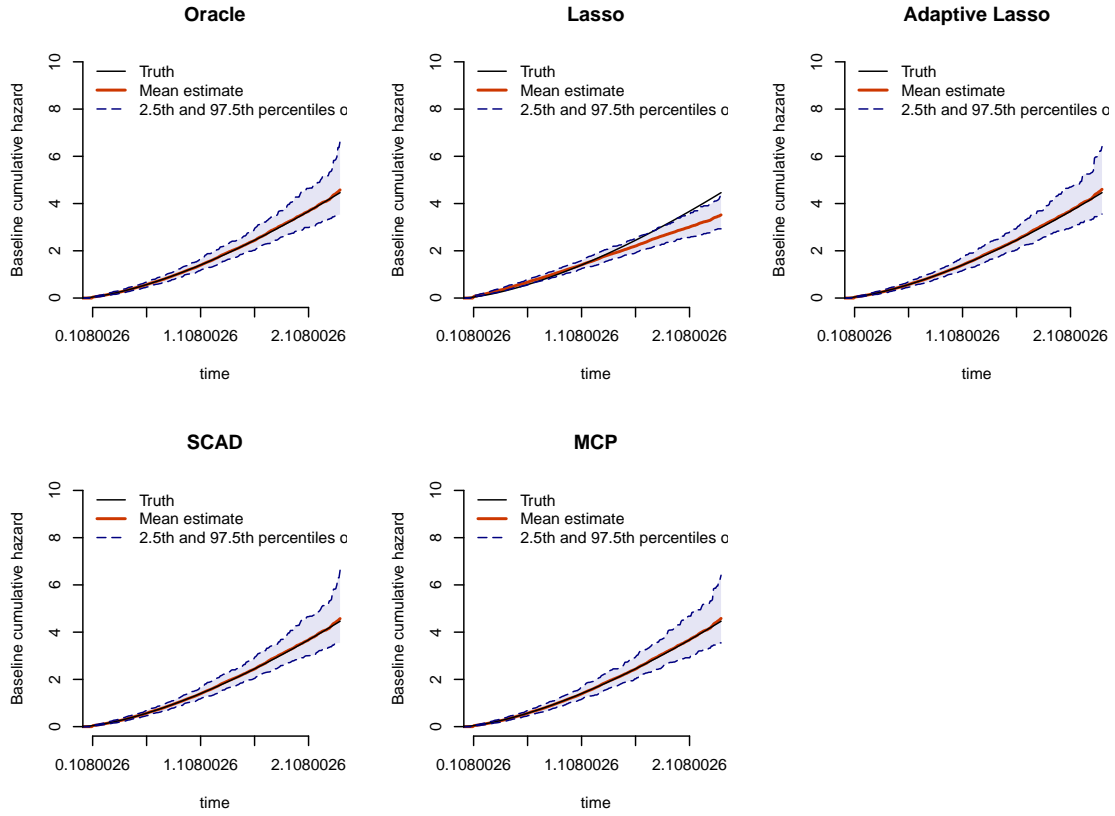 Oracle
Baseline cumulative hazard
10
8
6
4
2
0
Truth
Mean estimate
2.5th and 97.5th percentiles o
0.1080026
1.1080026
2.1080026
time
Lasso
Baseline cumulative hazard
10
8
6
4
2
0
Truth
Mean estimate
2.5th and 97.5th percentiles o
0.1080026
1.1080026
2.1080026
time
Adaptive Lasso
Baseline cumulative hazard
10
8
6
4
2
0
Truth
Mean estimate
2.5th and 97.5th percentiles o
0.1080026
1.1080026
2.1080026
time
SCAD
Baseline cumulative hazard
10
8
6
4
2
0
Truth
Mean estimate
2.5th and 97.5th percentiles o
0.1080026
1.1080026
2.1080026
time
MCP
Baseline cumulative hazard
10
8
6
4
2
0
Truth
Mean estimate
2.5th and 97.5th percentiles o
0.1080026
1.1080026
2.1080026
time